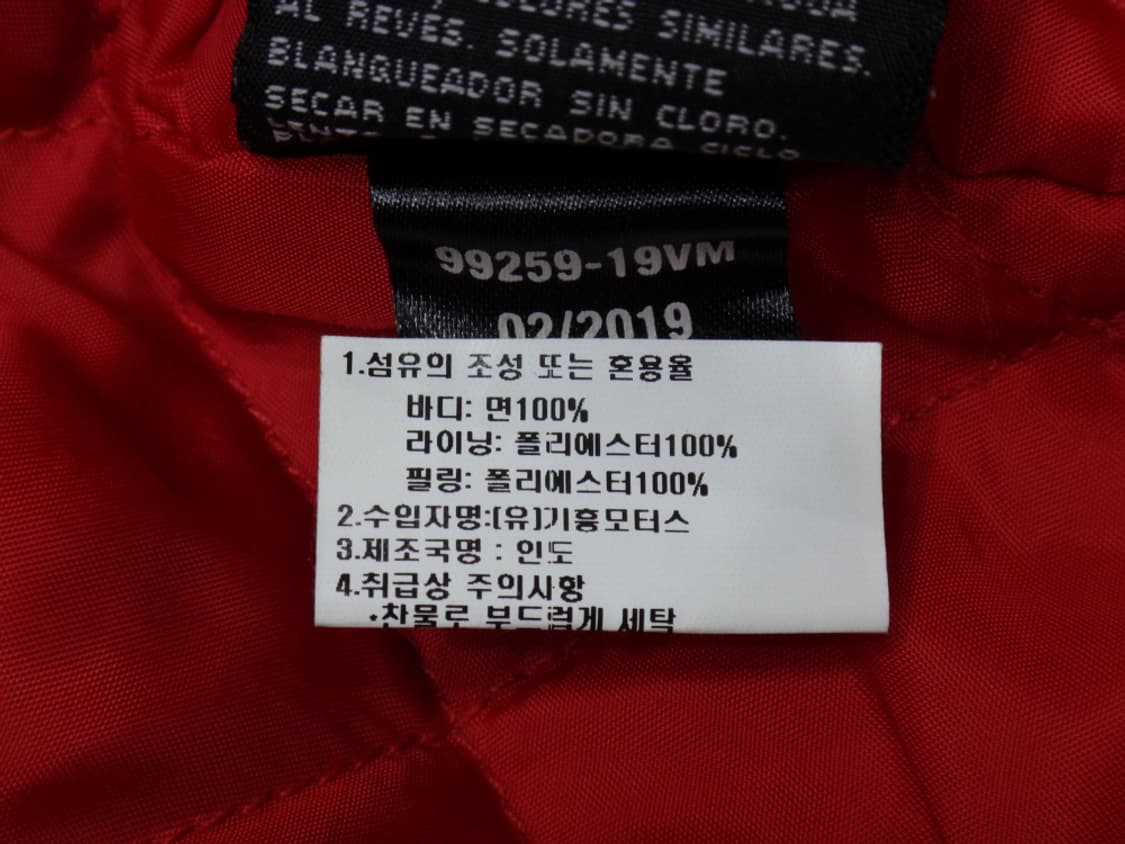 COLORES SIMILARES.
AL REVÉS. SOLAMENTE
BLANQUEADOR SIN CLORO.
SECAR EN SECADORA CICLO
99259-19VM
02/2019
1.섬유의 조성 또는 혼용율
바디: 면100%
라이닝: 폴리에스터100%
필링: 폴리에스터100%
2.수입자명:(유)기흥모터스
3.제조국명 : 인도
4.취급상 주의사항
•찬물로 부드럽게 세탁